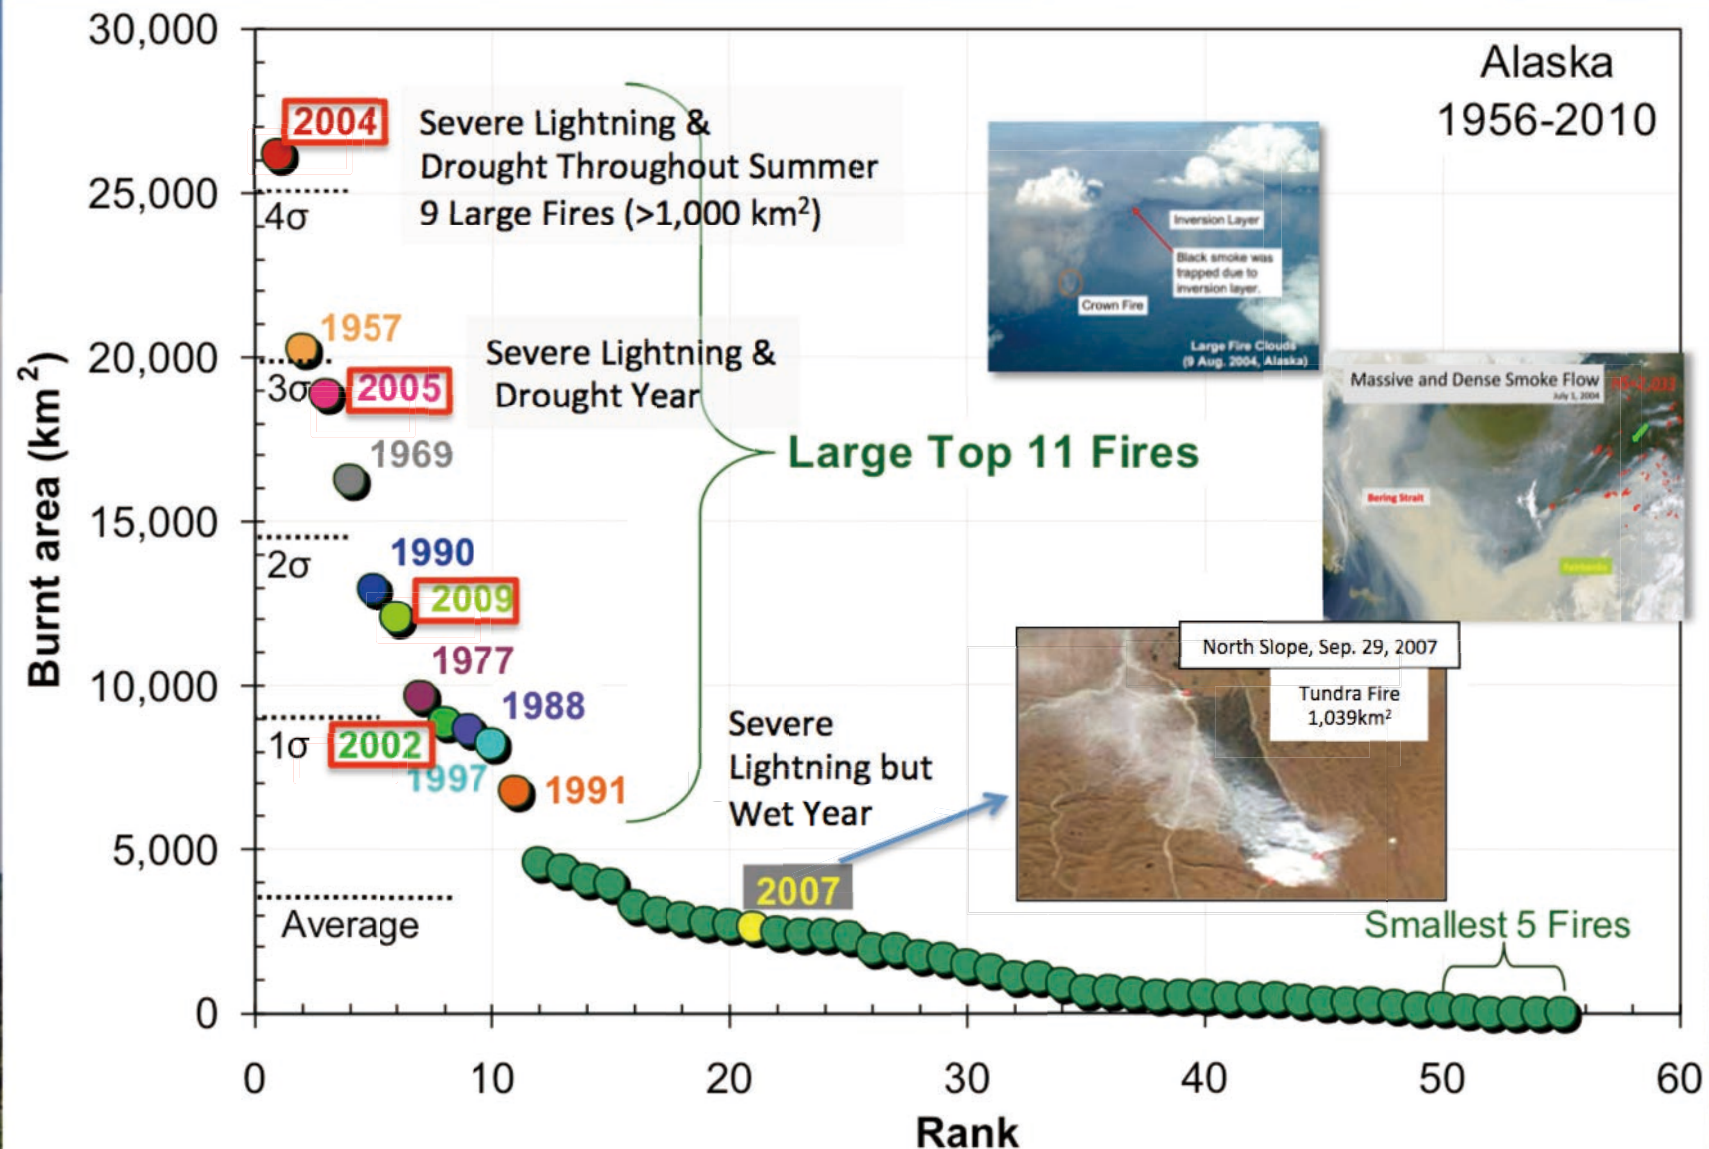 30,000
25,000
20,000
15,000
10,000
5,000
0
Burnt area (km²)
0 10 20 30 40 50 60
Rank
Alaska
1956-2010
2004
Severe Lightning &
Drought Throughout Summer
9 Large Fires (>1,000 km²)
4σ
1957
3σ
2005
Severe Lightning &
Drought Year
1969
Large Top 11 Fires
2σ
1990
2009
1977
1988
1σ
2002
1997
1991
Average
Severe
Lightning but
Wet Year
2007
Smallest 5 Fires
Inversion Layer
Black smoke was
trapped due to
inversion layer.
Crown Fire
Large Fire Clouds
(9 Aug. 2004, Alaska)
Massive and Dense Smoke Flow
July 1, 2004
Bering Strait
Fairbanks
North Slope, Sep. 29, 2007
Tundra Fire
1,039km²